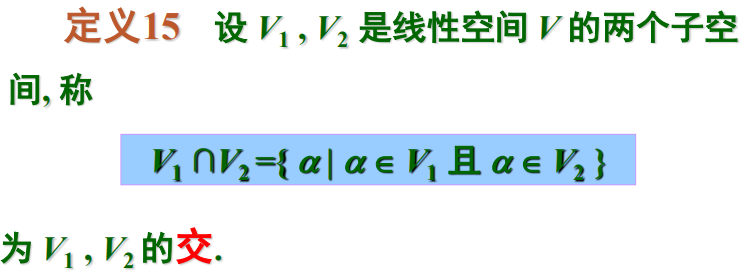 定义15 设 V₁ , V₂ 是线性空间 V 的两个子空
间, 称
V₁ ∩V₂ ={ α | α ∈ V₁ 且 α ∈ V₂ }
为 V₁ , V₂ 的交.